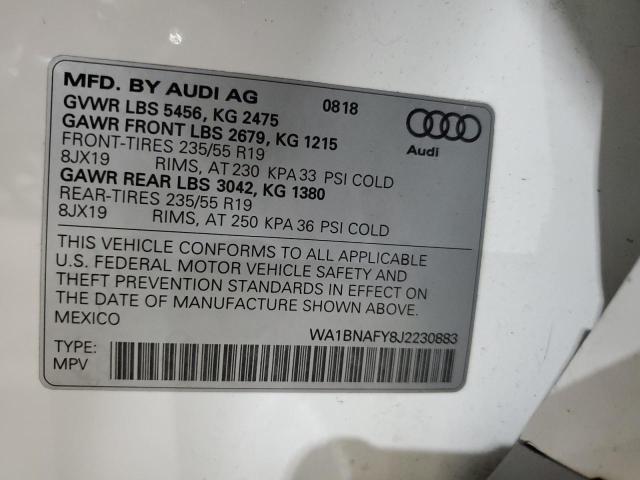 MFD. BY AUDI AG 0818
GVWR LBS 5456, KG 2475
GAWR FRONT LBS 2679, KG 1215
FRONT-TIRES 235/55 R19
8JX19 RIMS, AT 230 KPA 33 PSI COLD
GAWR REAR LBS 3042, KG 1380
REAR-TIRES 235/55 R19
8JX19 RIMS, AT 250 KPA 36 PSI COLD
Audi
THIS VEHICLE CONFORMS TO ALL APPLICABLE
U.S. FEDERAL MOTOR VEHICLE SAFETY AND
THEFT PREVENTION STANDARDS IN EFFECT ON
THE DATE OF MANUFACTURE SHOWN ABOVE.
MEXICO
WA1BNAFY8J2230883
TYPE:
MPV